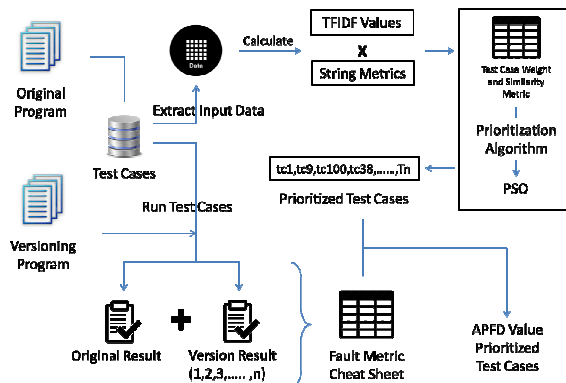 TFIDF Values
Calculate
X
Data
String Metrics
Test Case Weight
and Similarity
Metric
Original
Program
Extract Input Data
Prioritization
Algorithm
Test Cases
tc1,tc9,tc100,tc38,......,Tn
PSO
Prioritized Test Cases
Run Test Cases
Versioning
Program
Original Result
+
Version Result
(1,2,3,..... ,n)
Fault Metric
Cheat Sheet
APFD Value
Prioritized
Test Cases